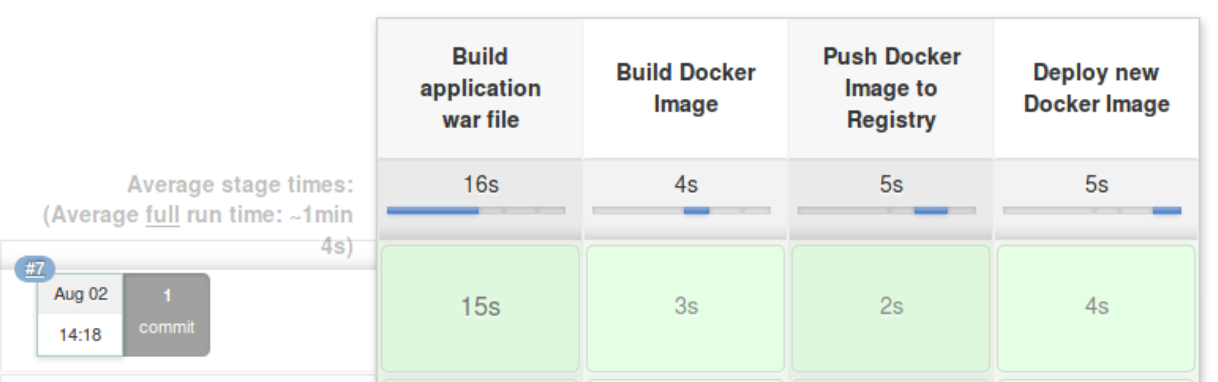 Build
application
war file
Build Docker
Image
Push Docker
Image to
Registry
Deploy new
Docker Image
Average stage times:
(Average full run time: ~1min
4s)
16s
4s
5s
5s
#7
Aug 02
14:18
1
commit
15s
3s
2s
4s